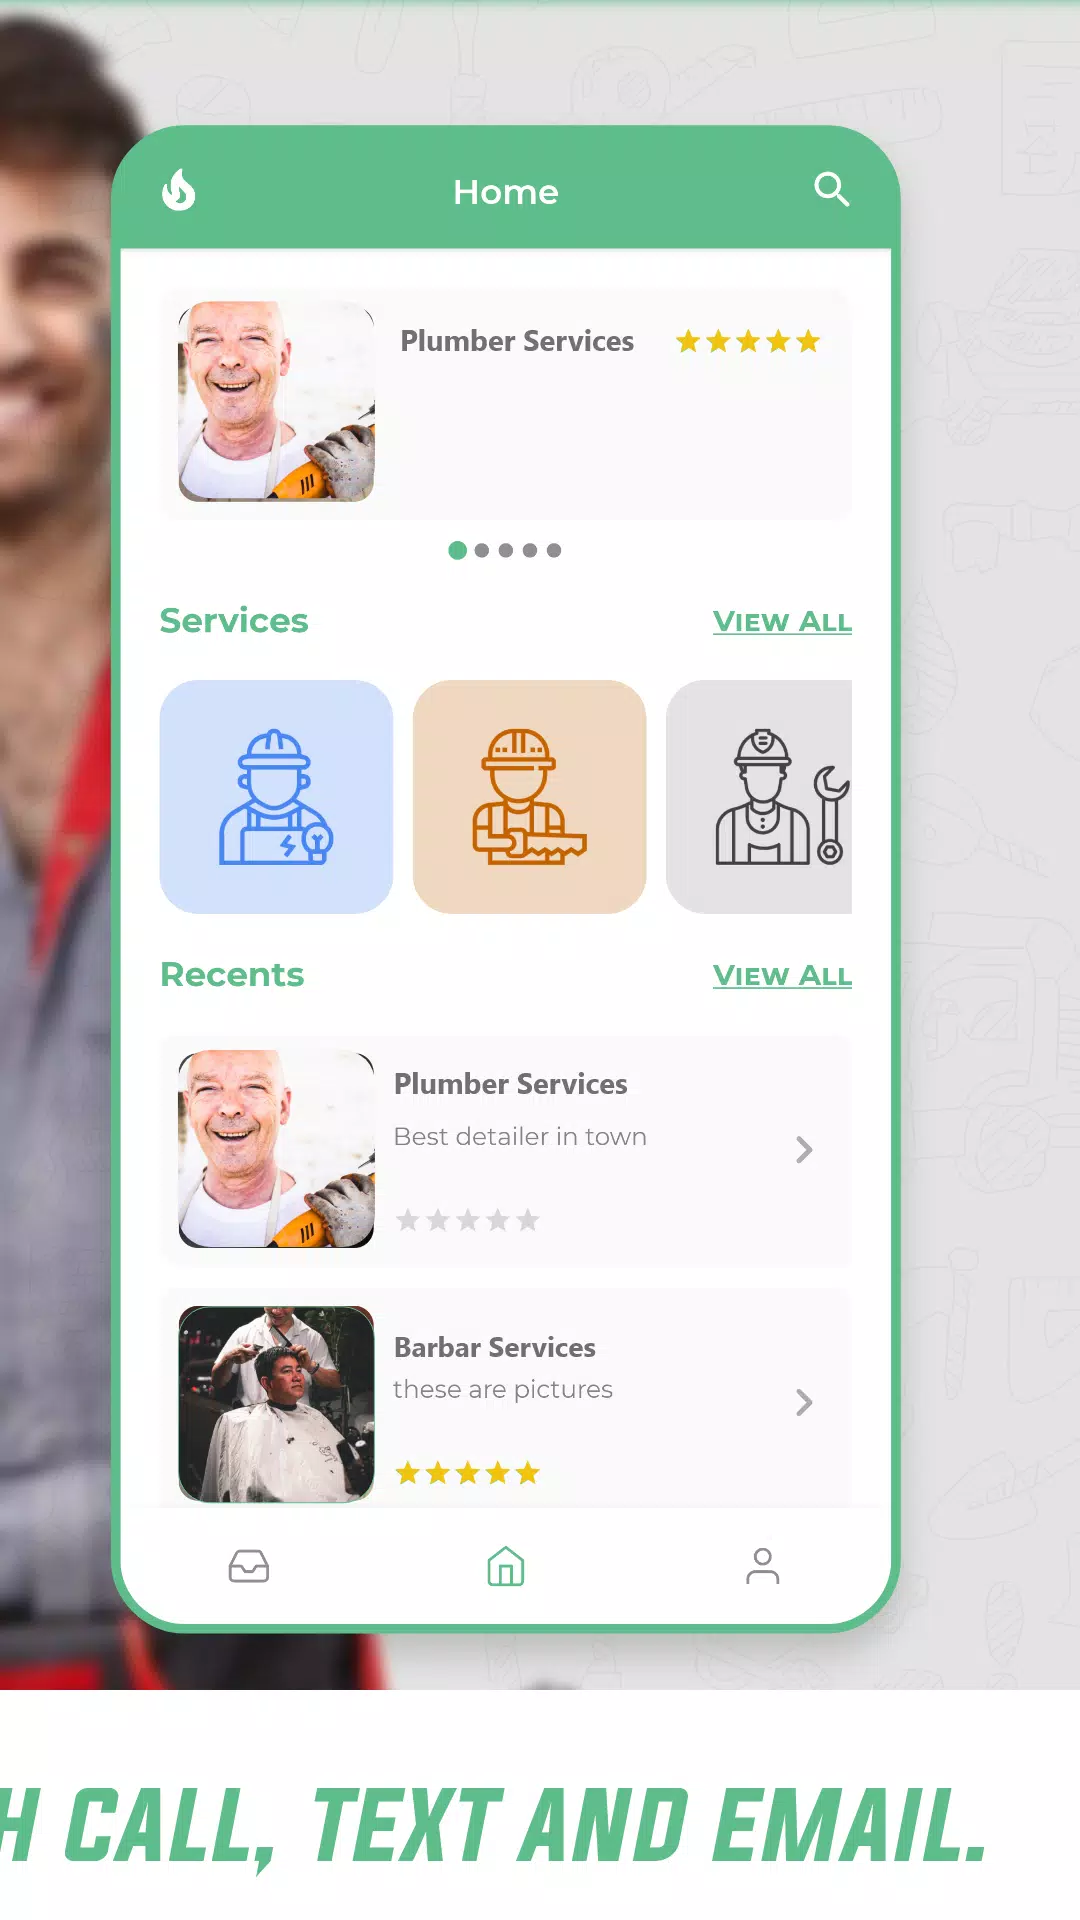 Home
Plumber Services
Services
VIEW ALL
Recents
VIEW ALL
Plumber Services
Best detailer in town
Barbar Services
these are pictures
H CALL, TEXT AND EMAIL.